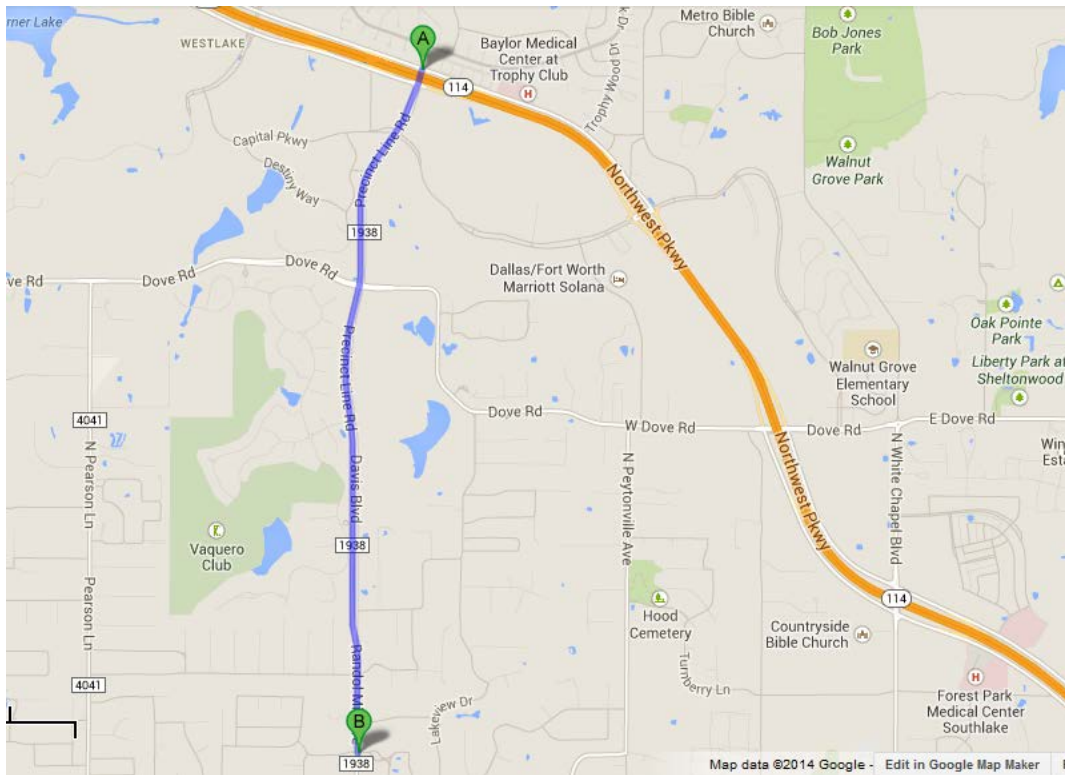 rner Lake
WESTLAKE
A
Baylor Medical
Center at
Trophy Club
H
114
Metro Bible
Church
Bob Jones
Park
k Dr
Trophy Wood Dr
Walnut
Grove Park
Capital Pkwy
Destiny Way
Precinct Line Rd
1938
Northwest Pkwy
ve Rd
Dove Rd
Dove Rd
Dallas/Fort Worth
Marriott Solana
Oak Pointe
Park
Liberty Park at
Sheltonwood
Walnut Grove
Elementary
School
Precinct Line Rd
4041
N Pearson Ln
Dove Rd
W Dove Rd
Dove Rd
E Dove Rd
Northwest Pkwy
N White Chapel Blvd
Win
Esta
N Peytonville Ave
Davis Blvd
1938
Vaquero
Club
Pearson Ln
Hood
Cemetery
114
Countryside
Bible Church
Randol M
4041
Turnberry Ln
Lakeview Dr
H
Forest Park
Medical Center
Southlake
B
1938
Map data ©2014 Google - Edit in Google Map Maker